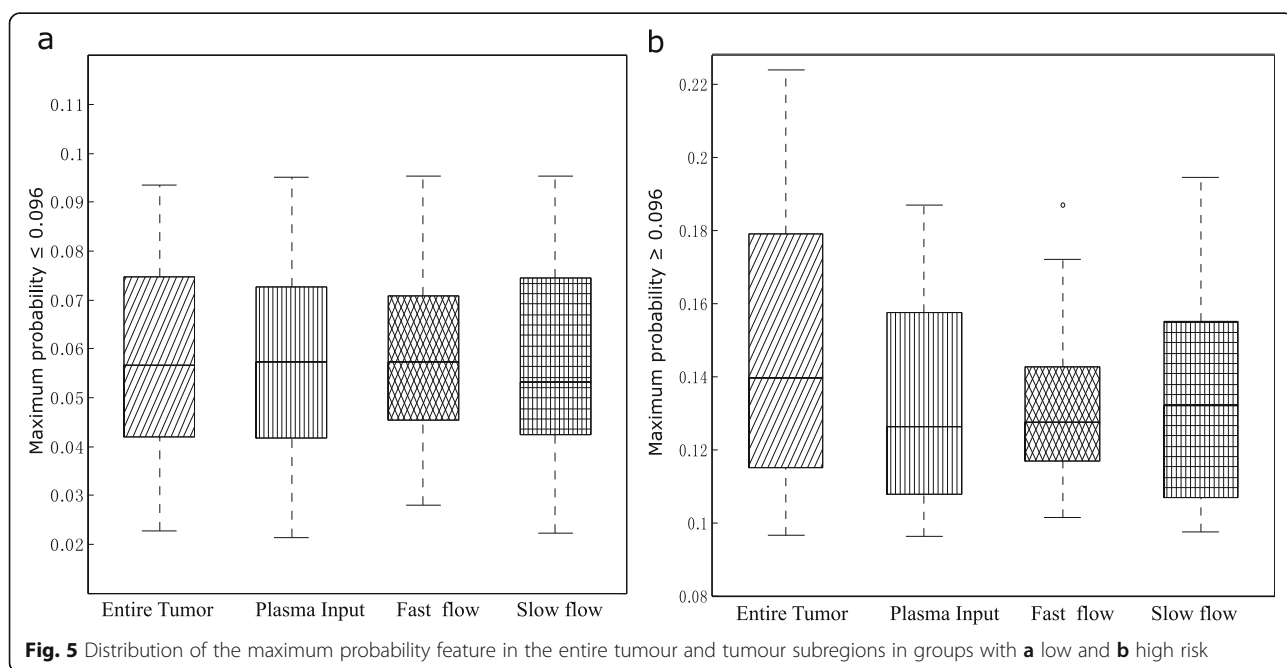 a
0.11
0.1
0.09
0.08
0.07
0.06
0.05
0.04
0.03
0.02
Maximum probability ≤ 0.096
Entire Tumor Plasma Input Fast flow Slow flow
b
0.22
0.2
0.18
0.16
0.14
0.12
0.1
0.08
Maximum probability ≥ 0.096
Entire Tumor Plasma Input Fast flow Slow flow
Fig. 5 Distribution of the maximum probability feature in the entire tumour and tumour subregions in groups with a low and b high risk